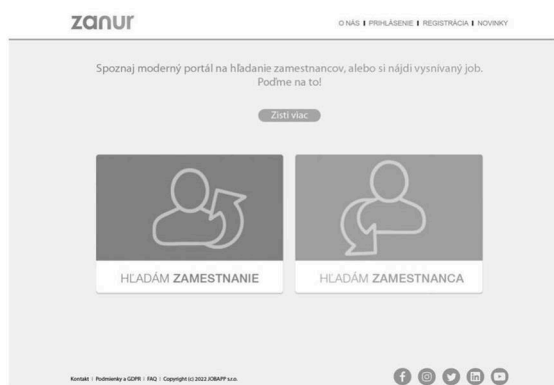 zanur
O NÁS | PRIHLÁSENIE | REGISTRÁCIA | NOVINKY
Spoznaj moderný portál na hľadanie zamestnancov, alebo si nájdi vysnívaný job.
Poďme na to!
Zisti viac
HĽADÁM ZAMESTNANIE
HĽADÁM ZAMESTNANCA
Kontakt | Podmienky a GDPR | FAQ | Copyright (c) 2022 JOBAPP s.r.o.